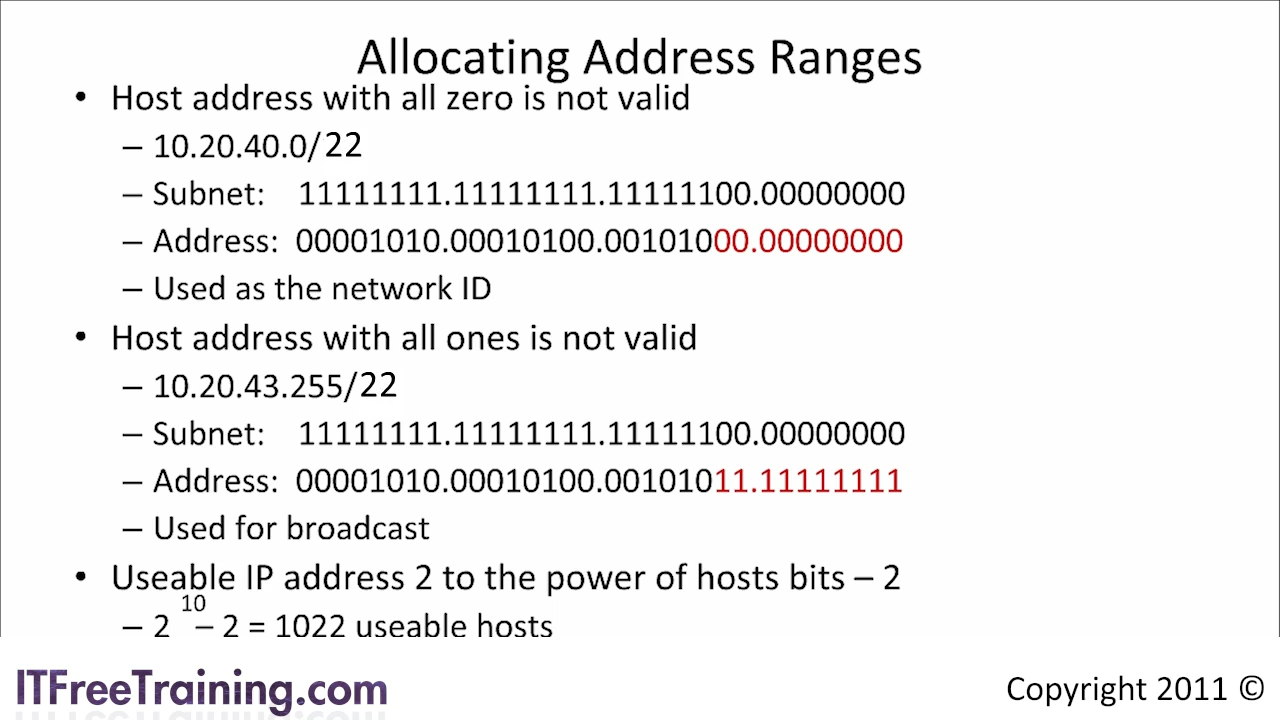 Allocating Address Ranges
• Host address with all zero is not valid
– 10.20.40.0/22
– Subnet: 11111111.11111111.11111100.00000000
– Address: 00001010.00010100.00101000.00000000
– Used as the network ID
• Host address with all ones is not valid
– 10.20.43.255/22
– Subnet: 11111111.11111111.11111100.00000000
– Address: 00001010.00010100.00101011.11111111
– Used for broadcast
• Useable IP address 2 to the power of hosts bits – 2
– 2 10 – 2 = 1022 useable hosts
ITFreeTraining.com
Copyright 2011 ©